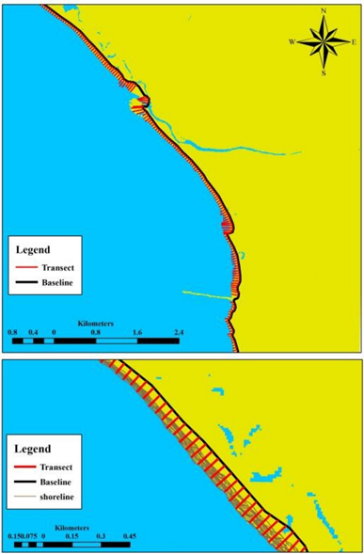 N
W E
S
Legend
Transect
Baseline
Kilometers
0.8 0.4 0 0.8 1.6 2.4
Legend
Transect
Baseline
shoreline
Kilometers
0.150.075 0 0.15 0.3 0.45